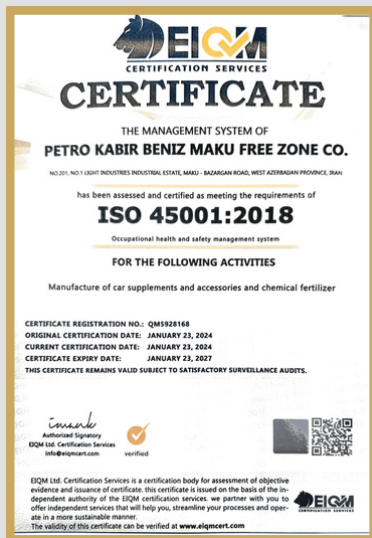 EIQM
CERTIFICATION SERVICES
CERTIFICATE
THE MANAGEMENT SYSTEM OF
PETRO KABIR BENIZ MAKU FREE ZONE CO.
NO.201, NO.1 LIGHT INDUSTRIES INDUSTRIAL ESTATE, MAKU - BAZARGAN ROAD, WEST AZERBAIJAN PROVINCE, IRAN
has been assessed and certified as meeting the requirements of
ISO 45001:2018
Occupational health and safety management system
FOR THE FOLLOWING ACTIVITIES
Manufacture of car supplements and accessories and chemical fertilizer
CERTIFICATE REGISTRATION NO.: QMS928168
ORIGINAL CERTIFICATION DATE: JANUARY 23, 2024
CURRENT CERTIFICATION DATE: JANUARY 23, 2024
CERTIFICATE EXPIRY DATE: JANUARY 23, 2027
THIS CERTIFICATE REMAINS VALID SUBJECT TO SATISFACTORY SURVEILLANCE AUDITS.
Authorized Signatory
EIQM Ltd. Certification Services
info@eiqmcert.com
verified
EIQM Ltd. Certification Services is a certification body for assessment of objective
evidence and issuance of certificate. this certificate is issued on the basis of the in-
dependent authority of the EIQM certification services. we partner with you to
offer independent services that will help you, streamline your processes and oper-
ate in a more sustainable manner.
The validity of this certificate can be verified at www.eiqmcert.com
EIQM
CERTIFICATION SERVICES